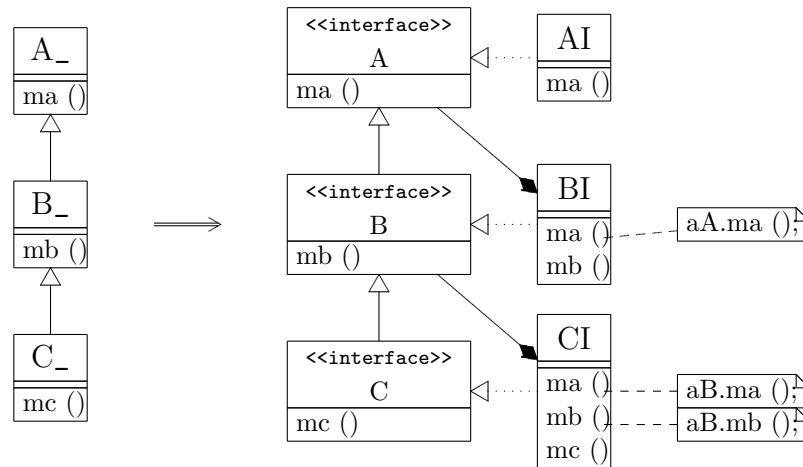 A_
ma ()
B_
mb ()
C_
mc ()
<<interface>>
A
ma ()
<<interface>>
B
mb ()
<<interface>>
C
mc ()
AI
ma ()
BI
ma ()
mb ()
CI
ma ()
mb ()
mc ()
aA.ma ();
aB.ma ();
aB.mb ();